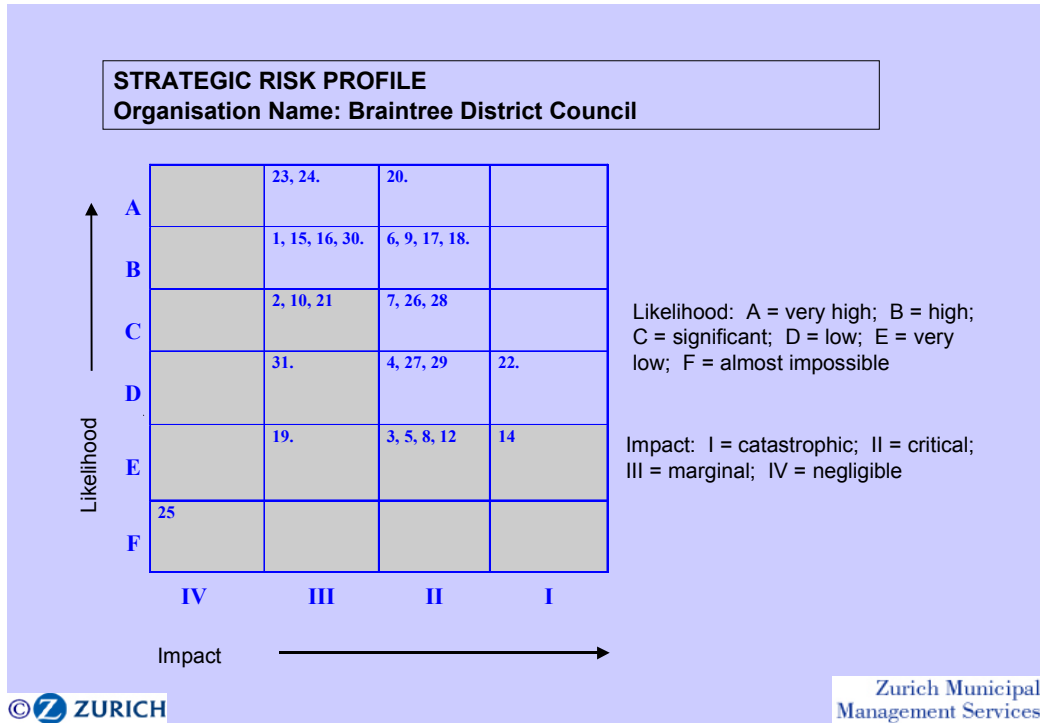 STRATEGIC RISK PROFILE
Organisation Name: Braintree District Council
A
23, 24.
20.
B
1, 15, 16, 30.
6, 9, 17, 18.
C
2, 10, 21
7, 26, 28
D
31.
4, 27, 29
22.
E
19.
3, 5, 8, 12
14
F
25
IV
III
II
I
Likelihood
Impact
Likelihood: A = very high; B = high;
C = significant; D = low; E = very
low; F = almost impossible
Impact: I = catastrophic; II = critical;
III = marginal; IV = negligible
© Z ZURICH
Zurich Municipal
Management Services